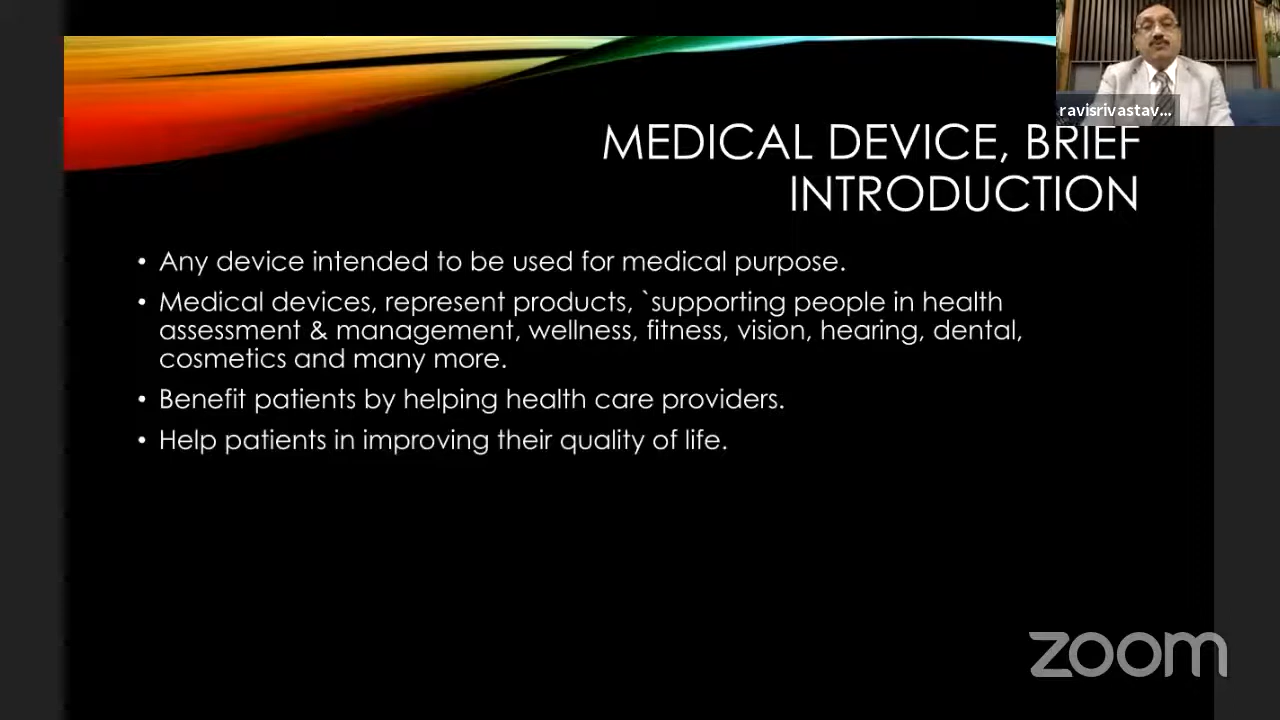 ravisrivastav...
MEDICAL DEVICE, BRIEF
INTRODUCTION
• Any device intended to be used for medical purpose.
• Medical devices, represent products, `supporting people in health
assessment & management, wellness, fitness, vision, hearing, dental,
cosmetics and many more.
• Benefit patients by helping health care providers.
• Help patients in improving their quality of life.
zoom